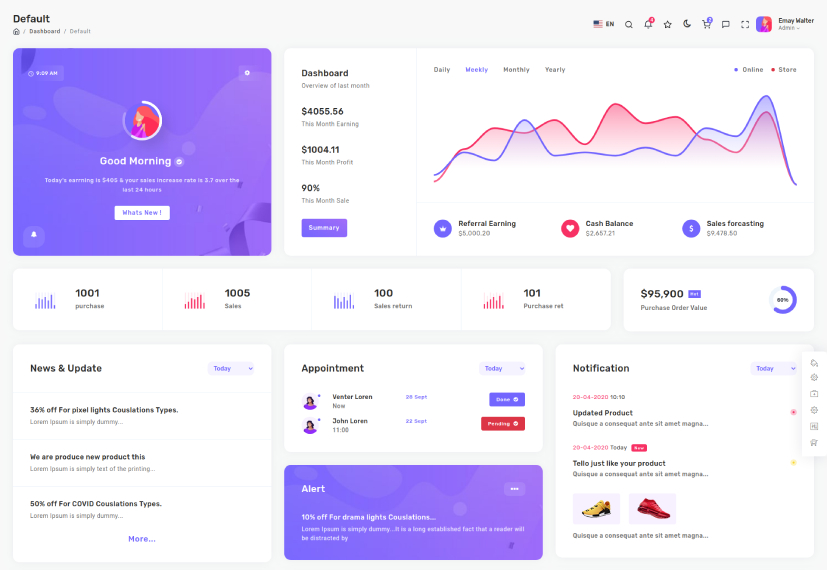 Default
/ Dashboard / Default
EN
4
2
Emay Walter
Admin
9:09 AM
Good Morning
Today's earrning is $405 & your sales increase rate is 3.7 over the
last 24 hours
Whats New !
Dashboard
Overview of last month
$4055.56
This Month Earning
$1004.11
This Month Profit
90%
This Month Sale
Summary
Daily Weekly Monthly Yearly
Online Store
Referral Earning
$5,000.20
Cash Balance
$2,657.21
Sales forcasting
$9,478.50
1001
purchase
1005
Sales
100
Sales return
101
Purchase ret
$95,900 Hot
Purchase Order Value
60%
News & Update
Today
36% off For pixel lights Couslations Types.
Lorem Ipsum is simply dummy...
We are produce new product this
Lorem Ipsum is simply text of the printing...
50% off For COVID Couslations Types.
Lorem Ipsum is simply dummy...
More...
Appointment
Today
Venter Loren
Now
28 Sept
Done
John Loren
11:00
22 Sept
Pending
Alert
10% off For drama lights Couslations...
Lorem Ipsum is simply dummy...It is a long established fact that a reader will
be distracted by
Notification
Today
20-04-2020 10:10
Updated Product
Quisque a consequat ante sit amet magna...
20-04-2020 Today New
Tello just like your product
Quisque a consequat ante sit amet magna...
Quisque a consequat ante sit amet magna...